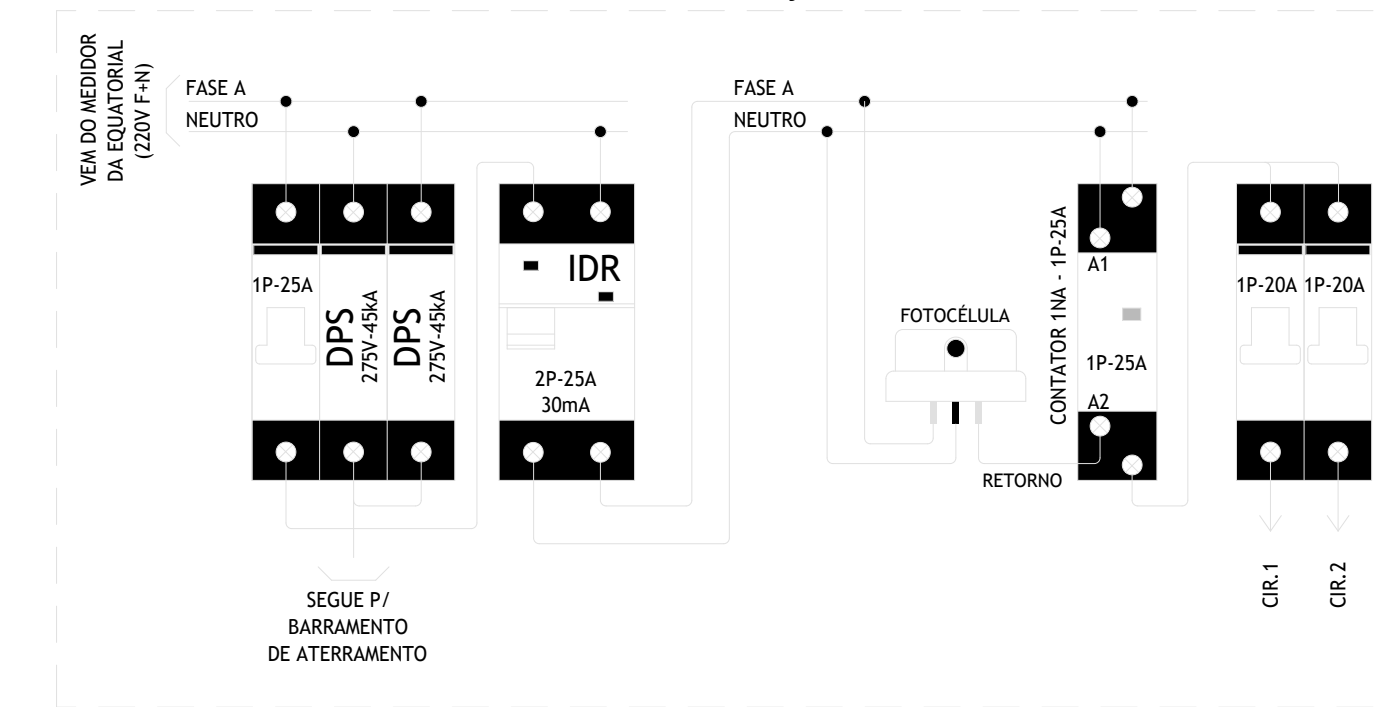 VEM DO MEDIDOR
DA EQUATORIAL
(220V F+N)
FASE A
NEUTRO
FASE A
NEUTRO
1P-25A
DPS
275V-45kA
DPS
275V-45kA
IDR
2P-25A
30mA
FOTOCÉLULA
RETORNO
CONTATOR 1NA - 1P-25A
A1
1P-25A
A2
1P-20A
1P-20A
CIR.1
CIR.2
SEGUE P/
BARRAMENTO
DE ATERRAMENTO